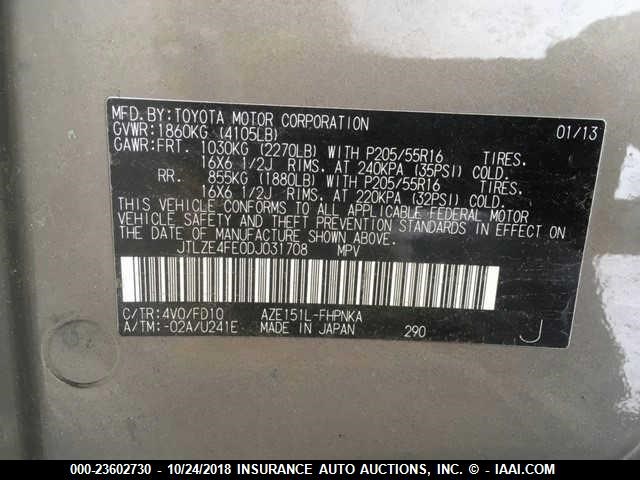 MFD.BY:TOYOTA MOTOR CORPORATION 01/13
GVWR:1860KG (4105LB)
GAWR:FRT. 1030KG (2270LB) WITH P205/55R16 TIRES.
16X6 1/2J RIMS. AT 240KPA (35PSI) COLD.
RR. 855KG (1880LB) WITH P205/55R16 TIRES.
16X6 1/2J RIMS. AT 220KPA (32PSI) COLD.
THIS VEHICLE CONFORMS TO ALL APPLICABLE FEDERAL MOTOR
VEHICLE SAFETY AND THEFT PREVENTION STANDARDS IN EFFECT ON
THE DATE OF MANUFACTURE SHOWN ABOVE.
JTLZE4FE0DJ031708 MPV
C/TR:4V0/FD10 AZE151L-FHPNKA
A/TM:-02A/U241E MADE IN JAPAN 290 J
000-23602730 - 10/24/2018 INSURANCE AUTO AUCTIONS, INC. - IAAI.COM